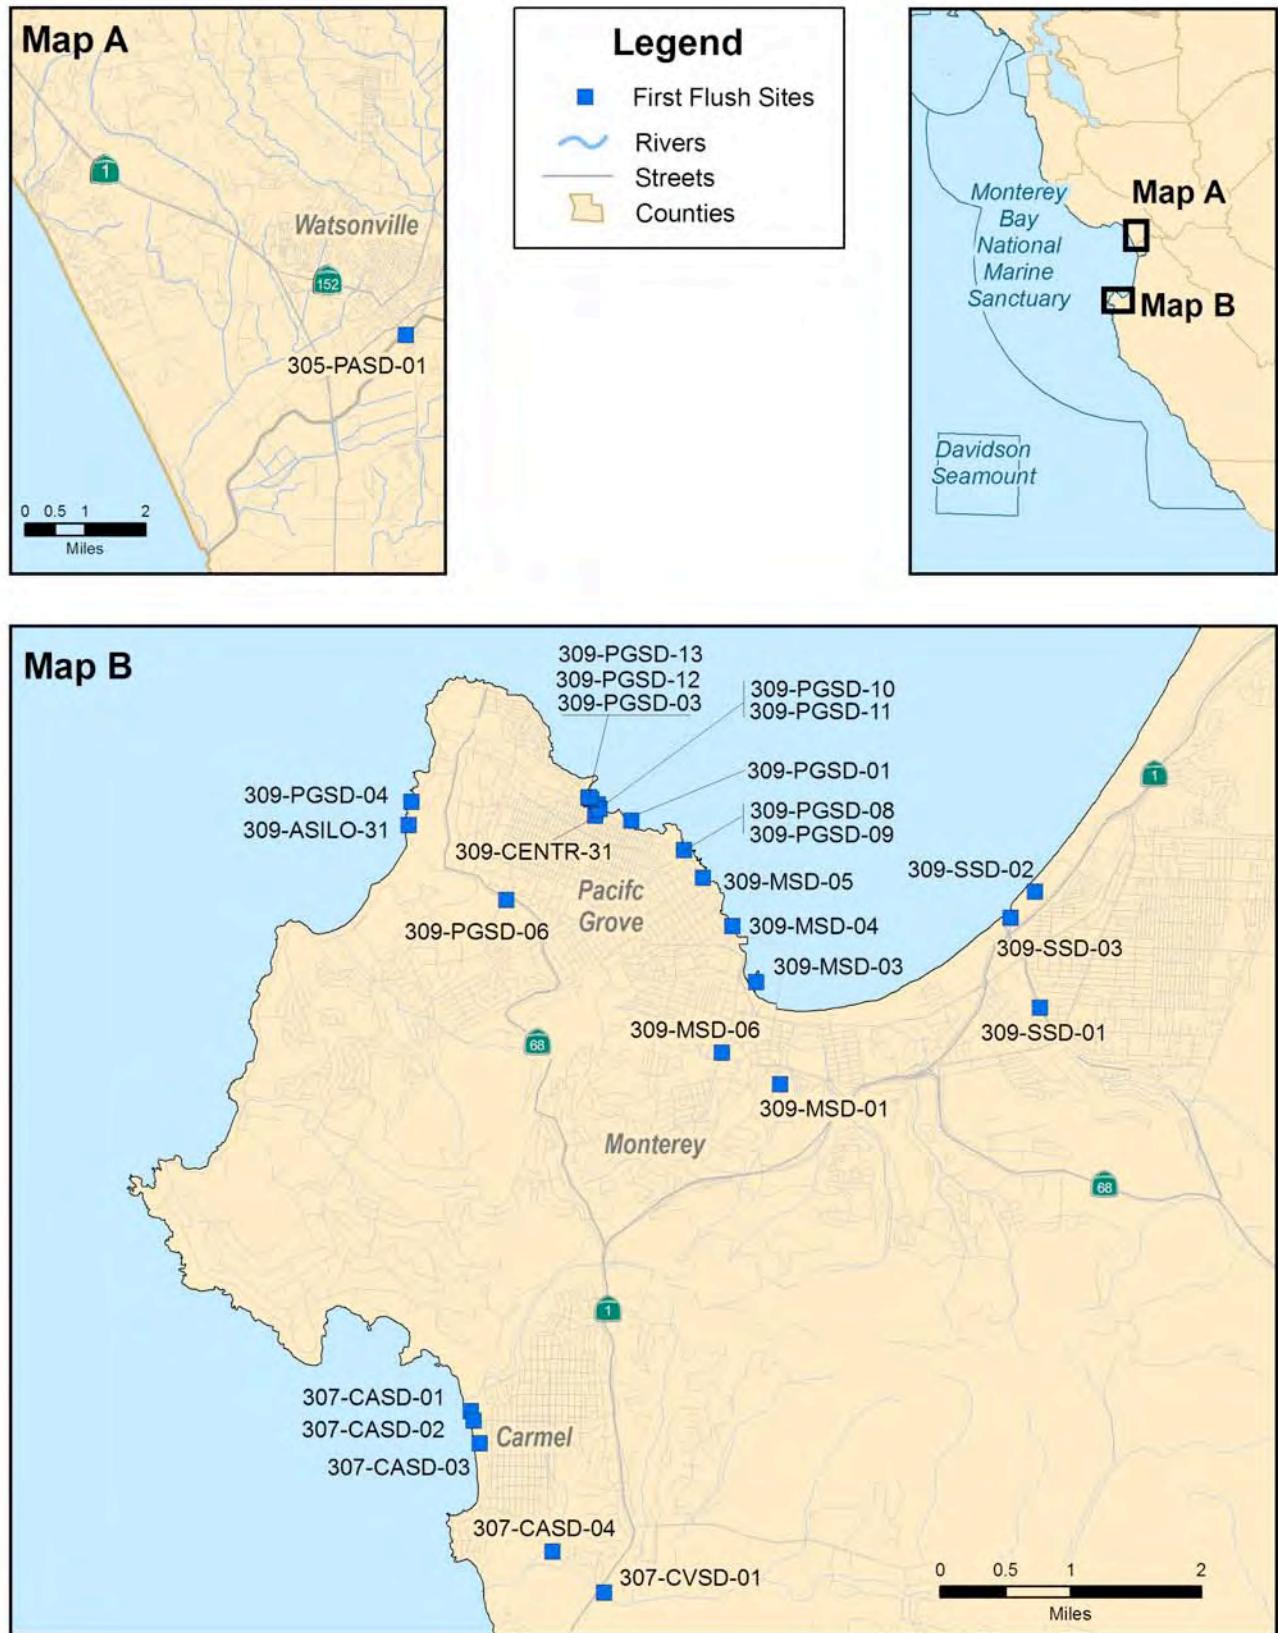 Map A
1
Watsonville
152
305-PASD-01
0 0.5 1 2
Miles
Legend
First Flush Sites
Rivers
Streets
Counties
Monterey
Bay
National
Marine
Sanctuary
Map A
Map B
Davidson
Seamount
Map B
309-PGSD-13
309-PGSD-12
309-PGSD-03
309-PGSD-10
309-PGSD-11
309-PGSD-04
309-ASILO-31
309-PGSD-01
309-PGSD-08
309-PGSD-09
309-CENTR-31
1
309-PGSD-06
Pacifc
Grove
309-MSD-05
309-MSD-04
309-MSD-03
309-SSD-02
309-SSD-03
309-SSD-01
68
309-MSD-06
309-MSD-01
Monterey
68
1
307-CASD-01
307-CASD-02
307-CASD-03
Carmel
307-CASD-04
307-CVSD-01
0 0.5 1 2
Miles